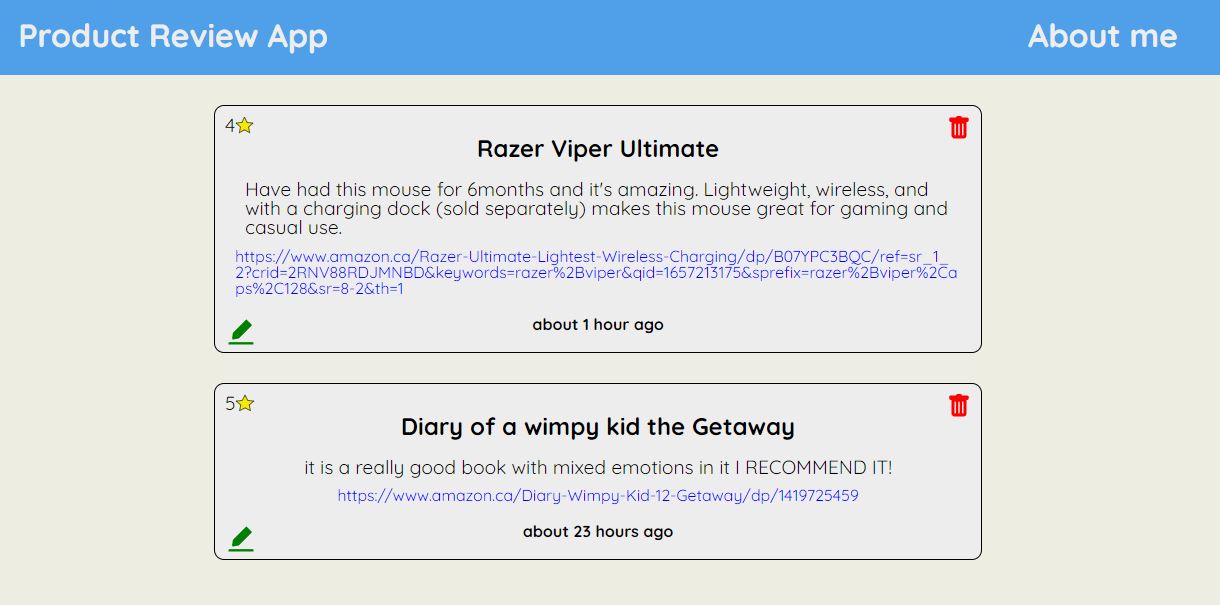 Product Review App
About me
4
Razer Viper Ultimate
Have had this mouse for 6months and it's amazing. Lightweight, wireless, and
with a charging dock (sold separately) makes this mouse great for gaming and
casual use.
https://www.amazon.ca/Razer-Ultimate-Lightest-Wireless-Charging/dp/B07YPC3BQC/ref=sr_1_
2?crid=2RNV88RDJMNBD&keywords=razer%2Bviper&qid=1657213175&sprefix=razer%2Bviper%2Ca
ps%2C128&sr=8-2&th=1
about 1 hour ago
5
Diary of a wimpy kid the Getaway
it is a really good book with mixed emotions in it I RECOMMEND IT!
https://www.amazon.ca/Diary-Wimpy-Kid-12-Getaway/dp/1419725459
about 23 hours ago